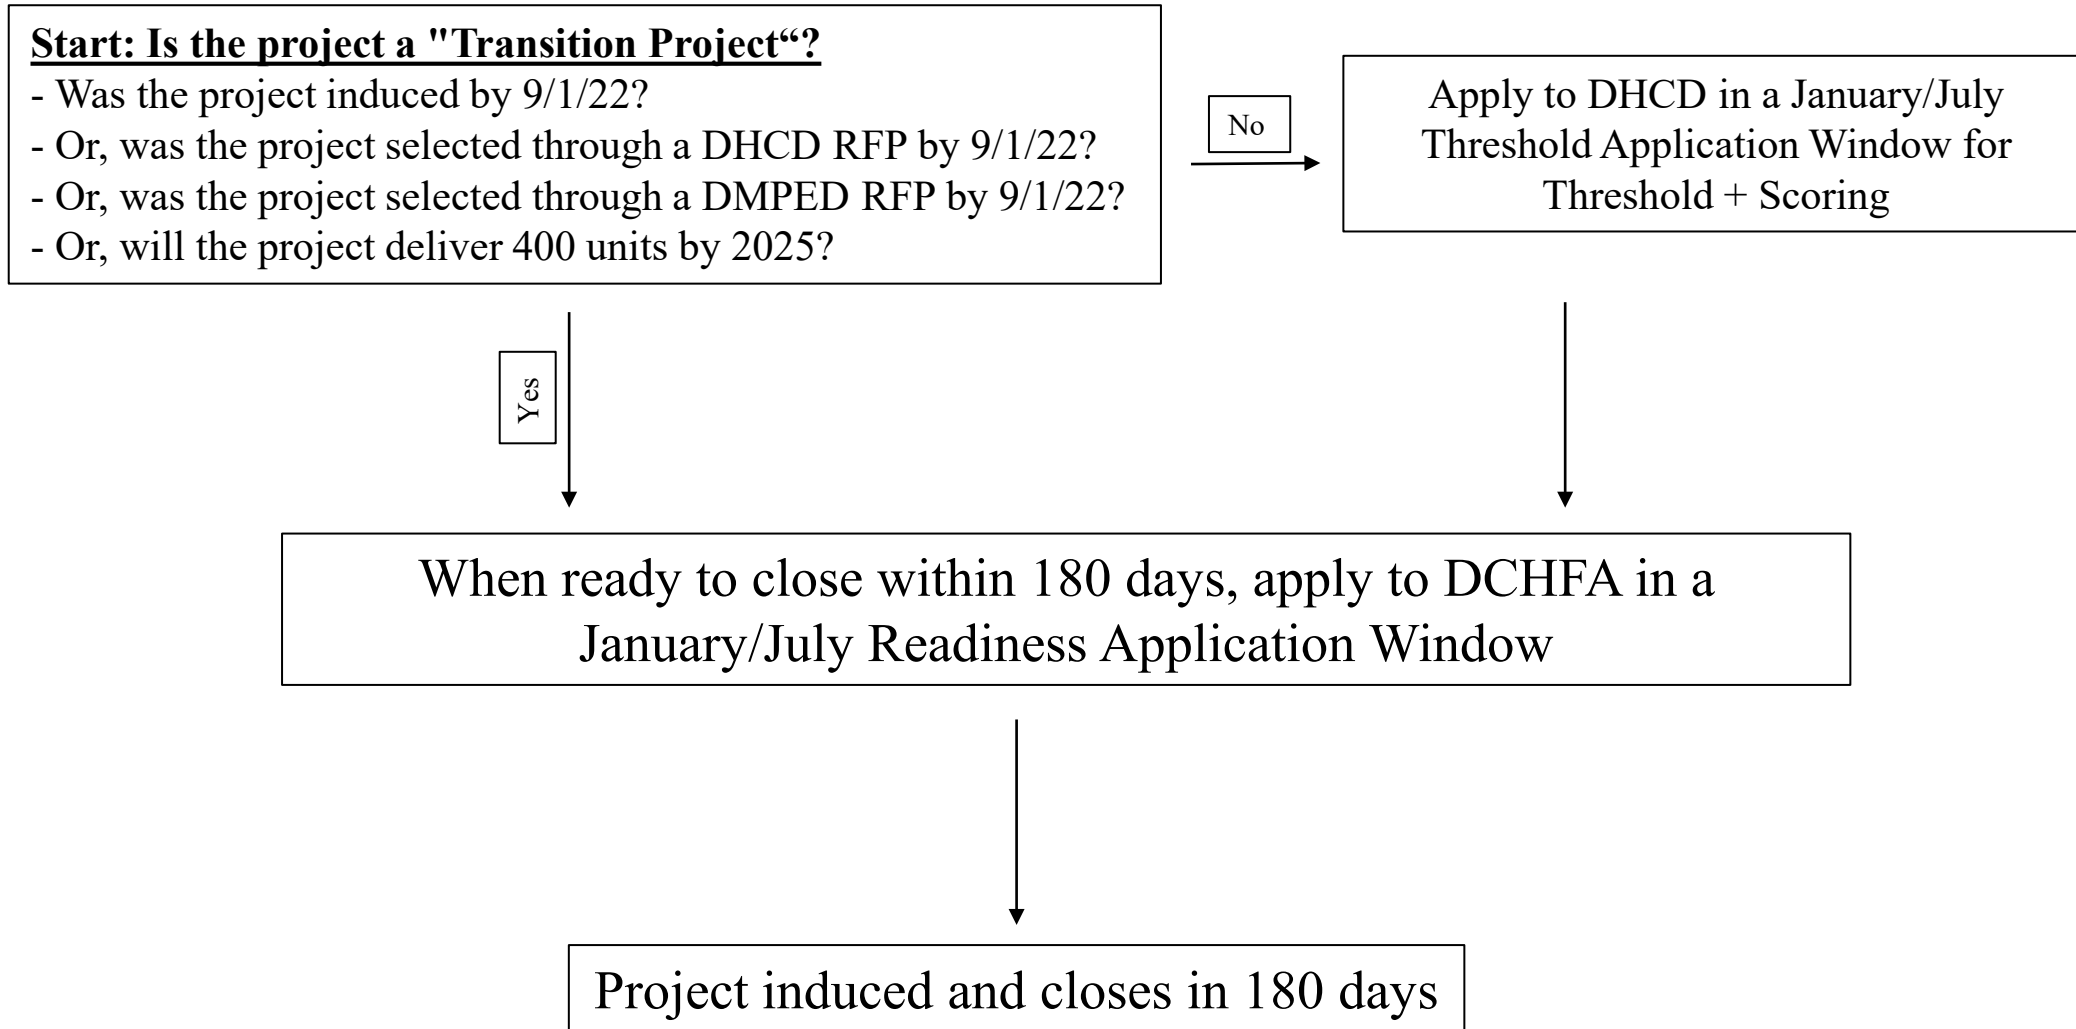 Start: Is the project a "Transition Project“?
- Was the project induced by 9/1/22?
- Or, was the project selected through a DHCD RFP by 9/1/22?
- Or, was the project selected through a DMPED RFP by 9/1/22?
- Or, will the project deliver 400 units by 2025?
No
Apply to DHCD in a January/July
Threshold Application Window for
Threshold + Scoring
Yes
When ready to close within 180 days, apply to DCHFA in a
January/July Readiness Application Window
Project induced and closes in 180 days